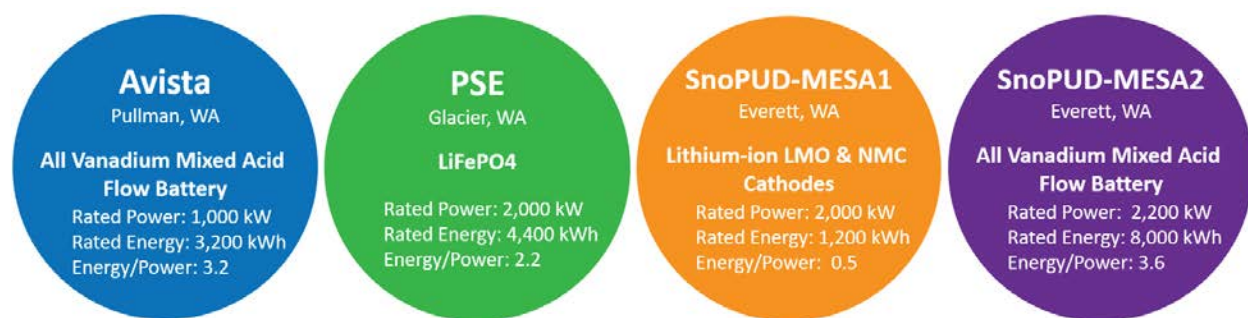 Avista
Pullman, WA
All Vanadium Mixed Acid
Flow Battery
Rated Power: 1,000 kW
Rated Energy: 3,200 kWh
Energy/Power: 3.2
PSE
Glacier, WA
LiFePO4
Rated Power: 2,000 kW
Rated Energy: 4,400 kWh
Energy/Power: 2.2
SnoPUD-MESA1
Everett, WA
Lithium-ion LMO & NMC
Cathodes
Rated Power: 2,000 kW
Rated Energy: 1,200 kWh
Energy/Power: 0.5
SnoPUD-MESA2
Everett, WA
All Vanadium Mixed Acid
Flow Battery
Rated Power: 2,200 kW
Rated Energy: 8,000 kWh
Energy/Power: 3.6